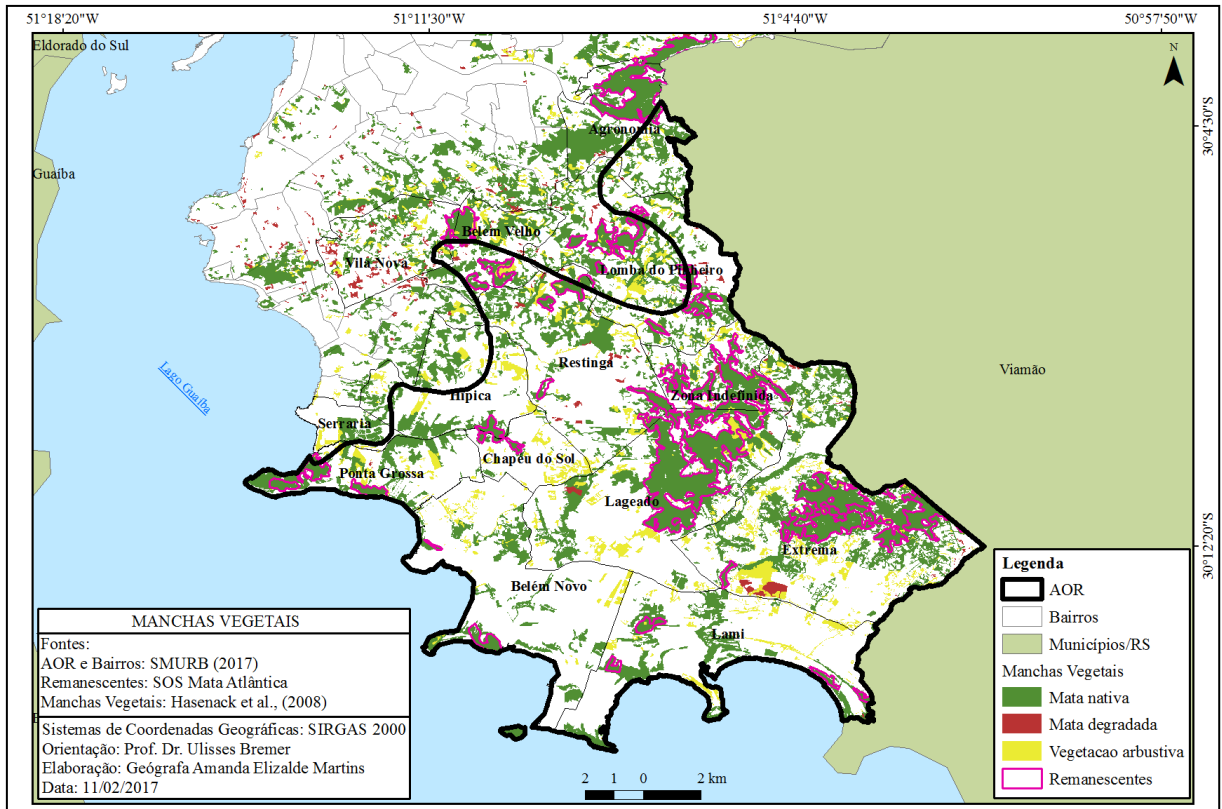 51°18'20"W
51°11'30"W
51°4'40"W
50°57'50"W
Eldorado do Sul
N
Agronomia
30°4'30"S
Guaíba
Belém Velho
Vila Nova
Lomba do Pinheiro
Restinga
Viamão
Lago Guaíba
Hípica
Zona Indefinida
Serraria
Chapéu do Sol
Ponta Grossa
Lageado
30°12'20"S
Extrema
Belém Novo
Lami
MANCHAS VEGETAIS
Fontes:
AOR e Bairros: SMURB (2017)
Remanescentes: SOS Mata Atlântica
Manchas Vegetais: Hasenack et al., (2008)
Sistemas de Coordenadas Geográficas: SIRGAS 2000
Orientação: Prof. Dr. Ulisses Bremer
Elaboração: Geógrafa Amanda Elizalde Martins
Data: 11/02/2017
2 1 0 2 km
Legenda
AOR
Bairros
Municípios/RS
Manchas Vegetais
Mata nativa
Mata degradada
Vegetacao arbustiva
Remanescentes